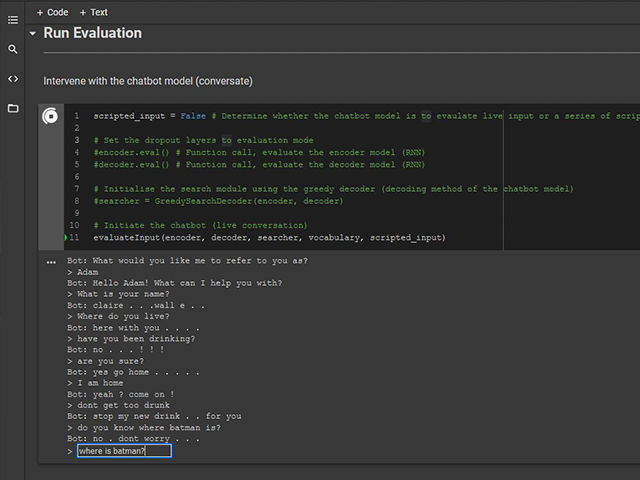 + Code + Text
Run Evaluation
Intervene with the chatbot model (conversate)
1 scripted_input = False # Determine whether the chatbot model is to evaulate live input or a series of scrip
2
3 # Set the dropout layers to evaluation mode
4 #encoder.eval() # Function call, evaluate the encoder model (RNN)
5 #decoder.eval() # Function call, evaluate the decoder model (RNN)
6
7 # Initialise the search module using the greedy decoder (decoding method of the chatbot model)
8 #searcher = GreedySearchDecoder(encoder, decoder)
9
10 # Initiate the chatbot (live conversation)
11 evaluateInput(encoder, decoder, searcher, vocabulary, scripted_input)
Bot: What would you like me to refer to you as?
> Adam
Bot: Hello Adam! What can I help you with?
> What is your name?
Bot: claire . . .wall e . .
> Where do you live?
Bot: here with you . . . .
> have you been drinking?
Bot: no . . . ! ! !
> are you sure?
Bot: yes go home . . . . .
> I am home
Bot: yeah ? come on !
> dont get too drunk
Bot: stop my new drink . . for you
> do you know where batman is?
Bot: no . dont worry . . .
> where is batman?